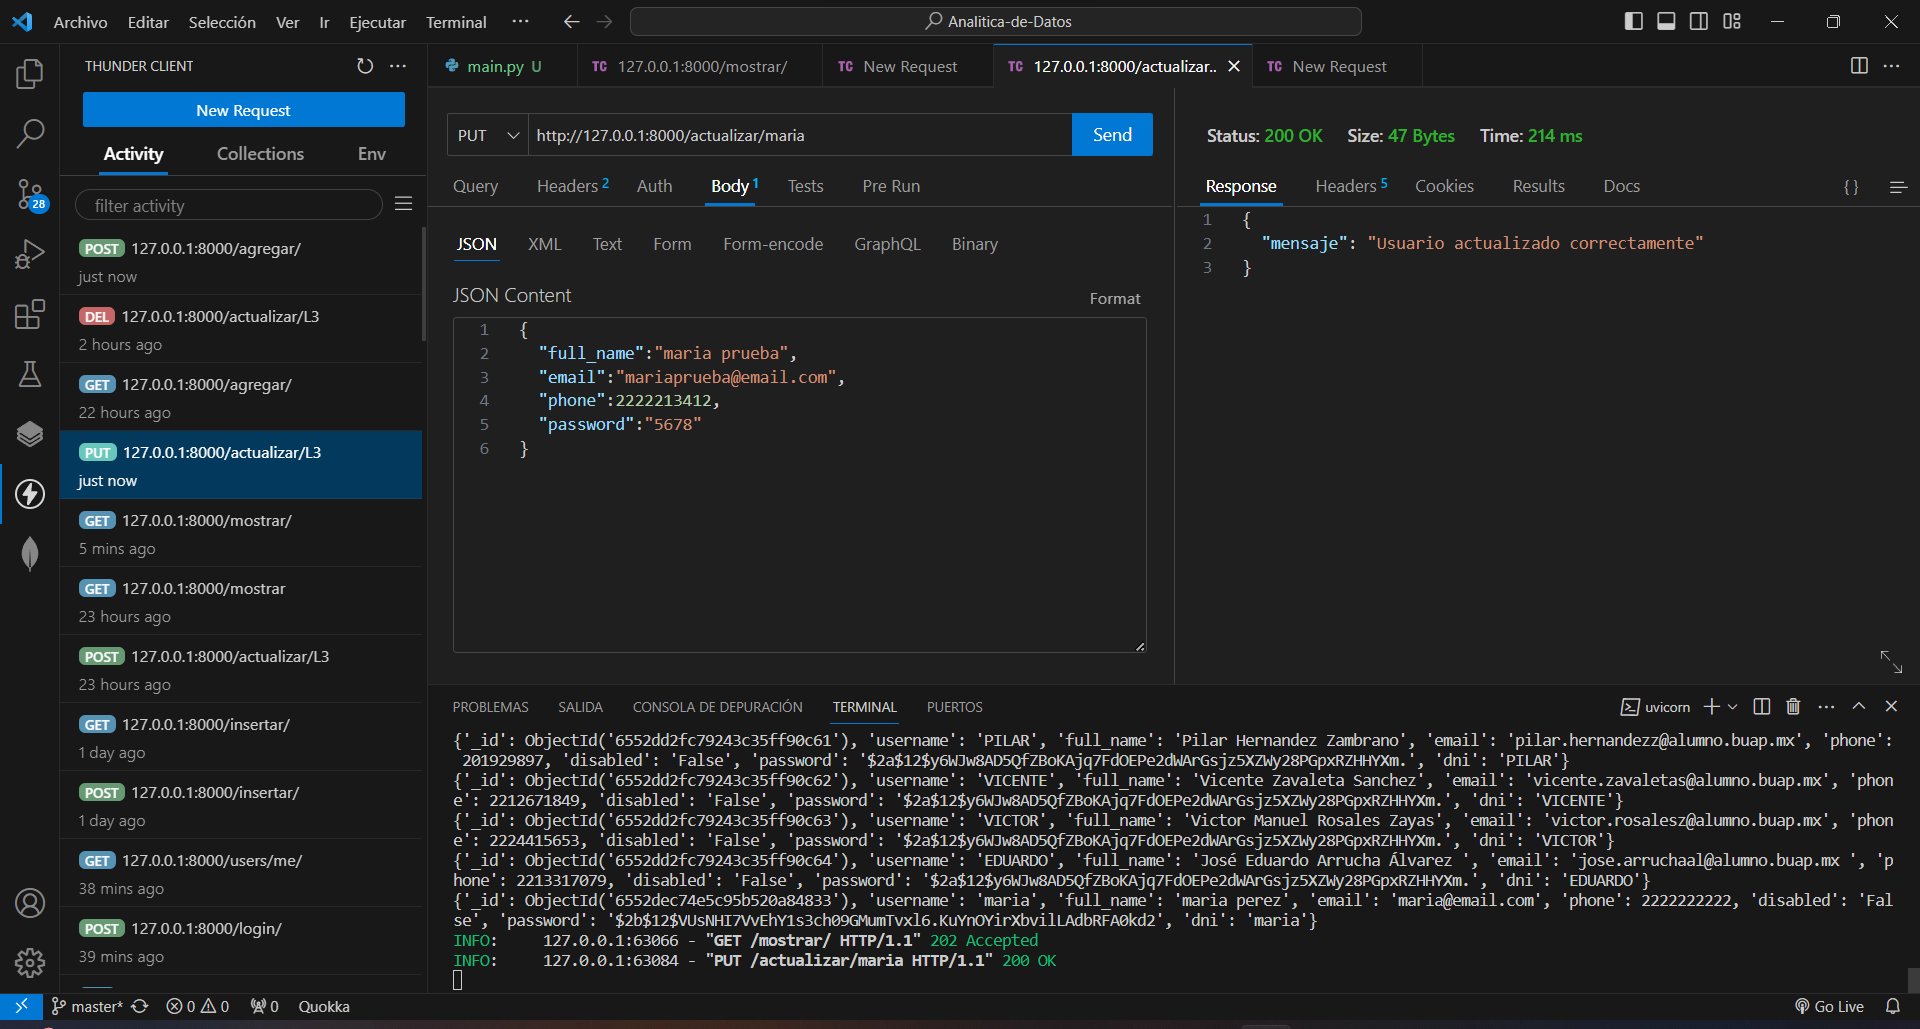 Archivo Editar Selección Ver Ir Ejecutar Terminal ··· Analitica-de-Datos
THUNDER CLIENT
New Request
Activity Collections Env
filter activity
POST 127.0.0.1:8000/agregar/
just now
DEL 127.0.0.1:8000/actualizar/L3
2 hours ago
GET 127.0.0.1:8000/agregar/
22 hours ago
PUT 127.0.0.1:8000/actualizar/L3
just now
GET 127.0.0.1:8000/mostrar/
5 mins ago
GET 127.0.0.1:8000/mostrar
23 hours ago
POST 127.0.0.1:8000/actualizar/L3
23 hours ago
GET 127.0.0.1:8000/insertar/
1 day ago
POST 127.0.0.1:8000/insertar/
1 day ago
GET 127.0.0.1:8000/users/me/
38 mins ago
POST 127.0.0.1:8000/login/
39 mins ago
28
main.py U TC 127.0.0.1:8000/mostrar/ TC New Request TC 127.0.0.1:8000/actualizar.. TC New Request
PUT http://127.0.0.1:8000/actualizar/maria Send
Query Headers 2 Auth Body 1 Tests Pre Run
JSON XML Text Form Form-encode GraphQL Binary
JSON Content Format
1 {
2 "full_name":"maria prueba",
3 "email":"mariaprueba@email.com",
4 "phone":2222213412,
5 "password":"5678"
6 }
Status: 200 OK Size: 47 Bytes Time: 214 ms
Response Headers 5 Cookies Results Docs { }
1 {
2 "mensaje": "Usuario actualizado correctamente"
3 }
PROBLEMAS SALIDA CONSOLA DE DEPURACIÓN TERMINAL PUERTOS uvicorn
{'_id': ObjectId('6552dd2fc79243c35ff90c61'), 'username': 'PILAR', 'full_name': 'Pilar Hernandez Zambrano', 'email': 'pilar.hernandezz@alumno.buap.mx', 'phone':
201929897, 'disabled': 'False', 'password': '$2a$12$y6WJw8AD5QfZBoKAjq7FdOEPe2dWArGsjz5XZWy28PGpxRZHHYXm.', 'dni': 'PILAR'}
{'_id': ObjectId('6552dd2fc79243c35ff90c62'), 'username': 'VICENTE', 'full_name': 'Vicente Zavaleta Sanchez', 'email': 'vicente.zavaletas@alumno.buap.mx', 'phon
e': 2212671849, 'disabled': 'False', 'password': '$2a$12$y6WJw8AD5QfZBoKAjq7FdOEPe2dWArGsjz5XZWy28PGpxRZHHYXm.', 'dni': 'VICENTE'}
{'_id': ObjectId('6552dd2fc79243c35ff90c63'), 'username': 'VICTOR', 'full_name': 'Victor Manuel Rosales Zayas', 'email': 'victor.rosalesz@alumno.buap.mx', 'phon
e': 2224415653, 'disabled': 'False', 'password': '$2a$12$y6WJw8AD5QfZBoKAjq7FdOEPe2dWArGsjz5XZWy28PGpxRZHHYXm.', 'dni': 'VICTOR'}
{'_id': ObjectId('6552dd2fc79243c35ff90c64'), 'username': 'EDUARDO', 'full_name': 'José Eduardo Arrucha Álvarez ', 'email': 'jose.arruchaal@alumno.buap.mx ', 'p
hone': 2213317079, 'disabled': 'False', 'password': '$2a$12$y6WJw8AD5QfZBoKAjq7FdOEPe2dWArGsjz5XZWy28PGpxRZHHYXm.', 'dni': 'EDUARDO'}
{'_id': ObjectId('6552dec74e5c95b520a84833'), 'username': 'maria', 'full_name': 'maria perez', 'email': 'maria@email.com', 'phone': 2222222222, 'disabled': 'Fal
se', 'password': '$2b$12$VUsNHI7VvEhY1s3ch09GMumTvxl6.KuYnOYirXbvilLAdbRFA0kd2', 'dni': 'maria'}
INFO: 127.0.0.1:63066 - "GET /mostrar/ HTTP/1.1" 202 Accepted
INFO: 127.0.0.1:63084 - "PUT /actualizar/maria HTTP/1.1" 200 OK
master* 0 0 0 Quokka Go Live